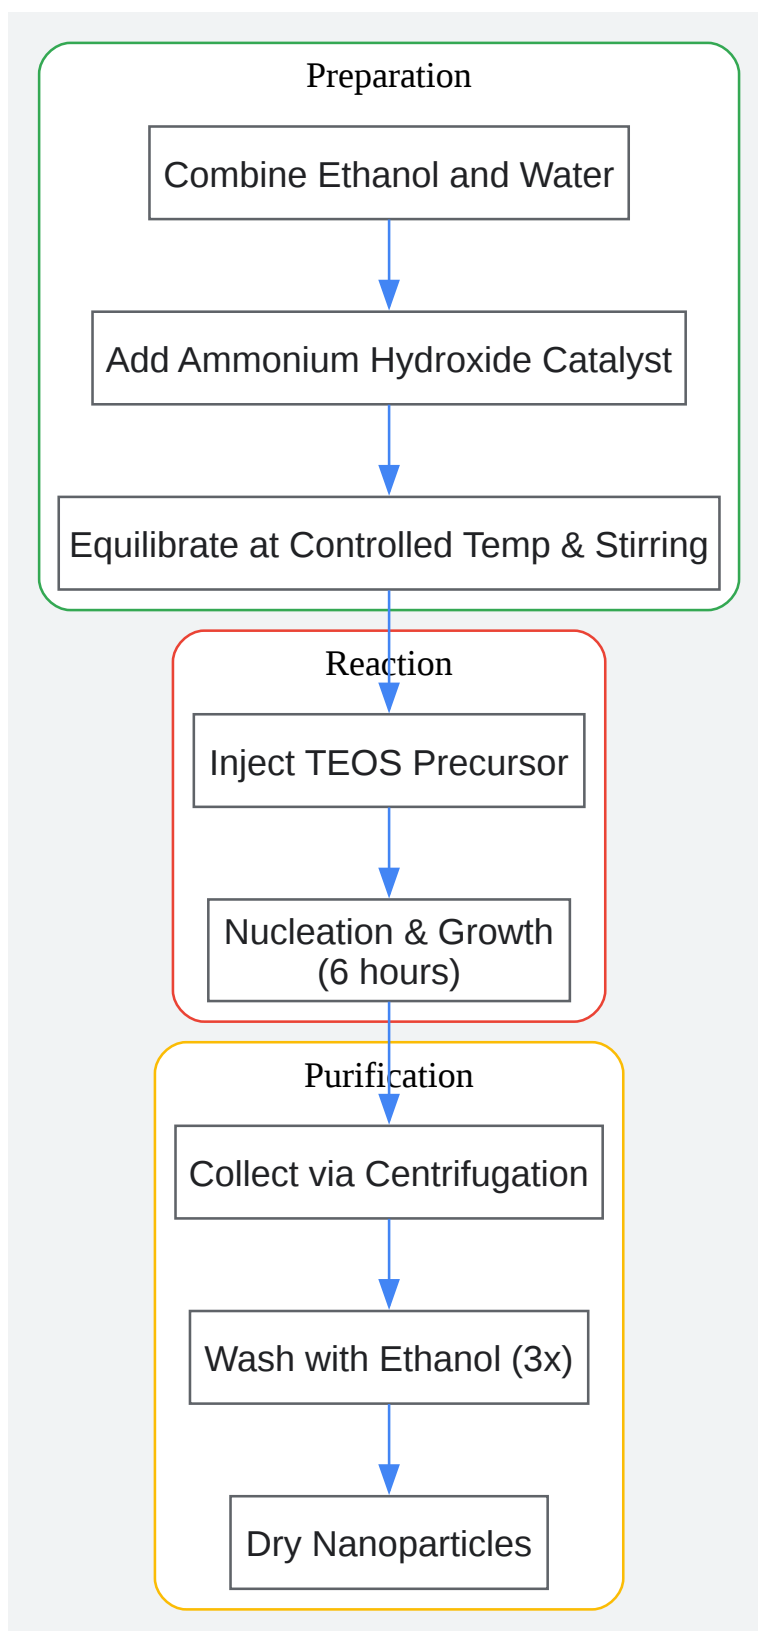 Preparation
Combine Ethanol and Water
Add Ammonium Hydroxide Catalyst
Equilibrate at Controlled Temp & Stirring
Reaction
Inject TEOS Precursor
Nucleation & Growth
(6 hours)
Purification
Collect via Centrifugation
Wash with Ethanol (3x)
Dry Nanoparticles